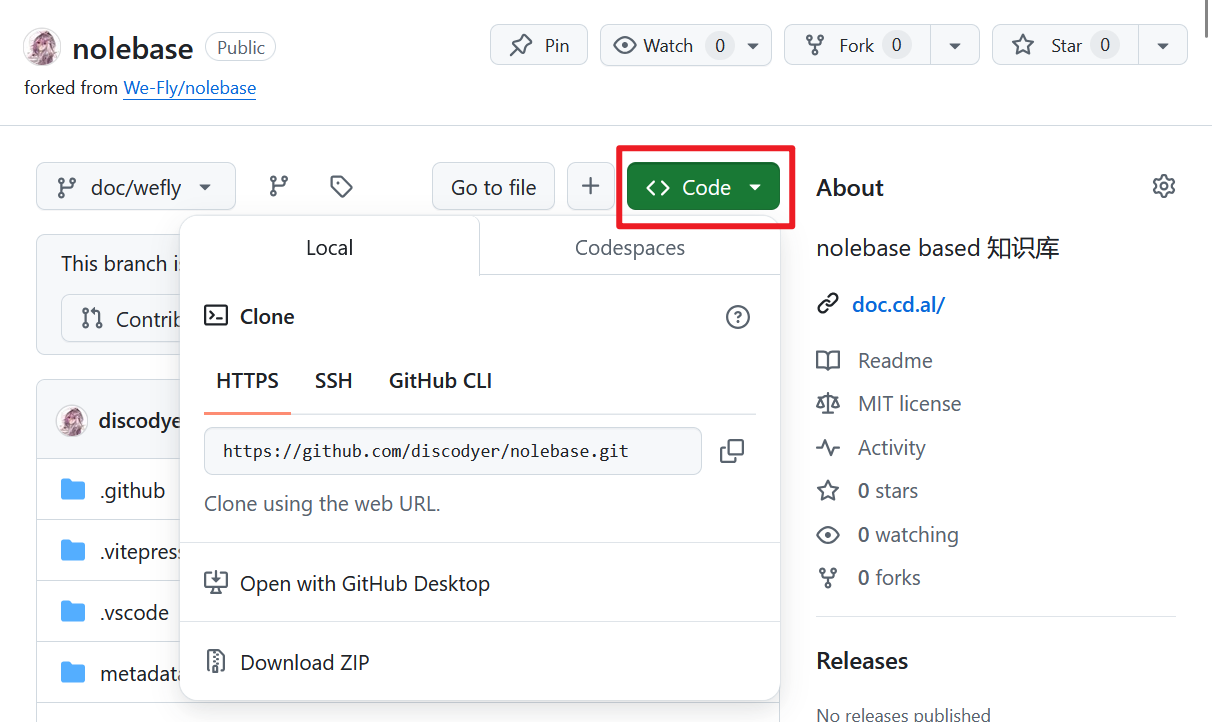 nolebase Public
Pin
Watch 0
Fork 0
Star 0
forked from We-Fly/nolebase
doc/wefly
Go to file
Code
Local
Codespaces
This branch i
Contrib
Clone
HTTPS
SSH
GitHub CLI
https://github.com/discodyer/nolebase.git
Clone using the web URL.
Open with GitHub Desktop
Download ZIP
discodye
.github
.vitepress
.vscode
metadata
About
nolebase based 知识库
doc.cd.al/
Readme
MIT license
Activity
0 stars
0 watching
0 forks
Releases
No releases published